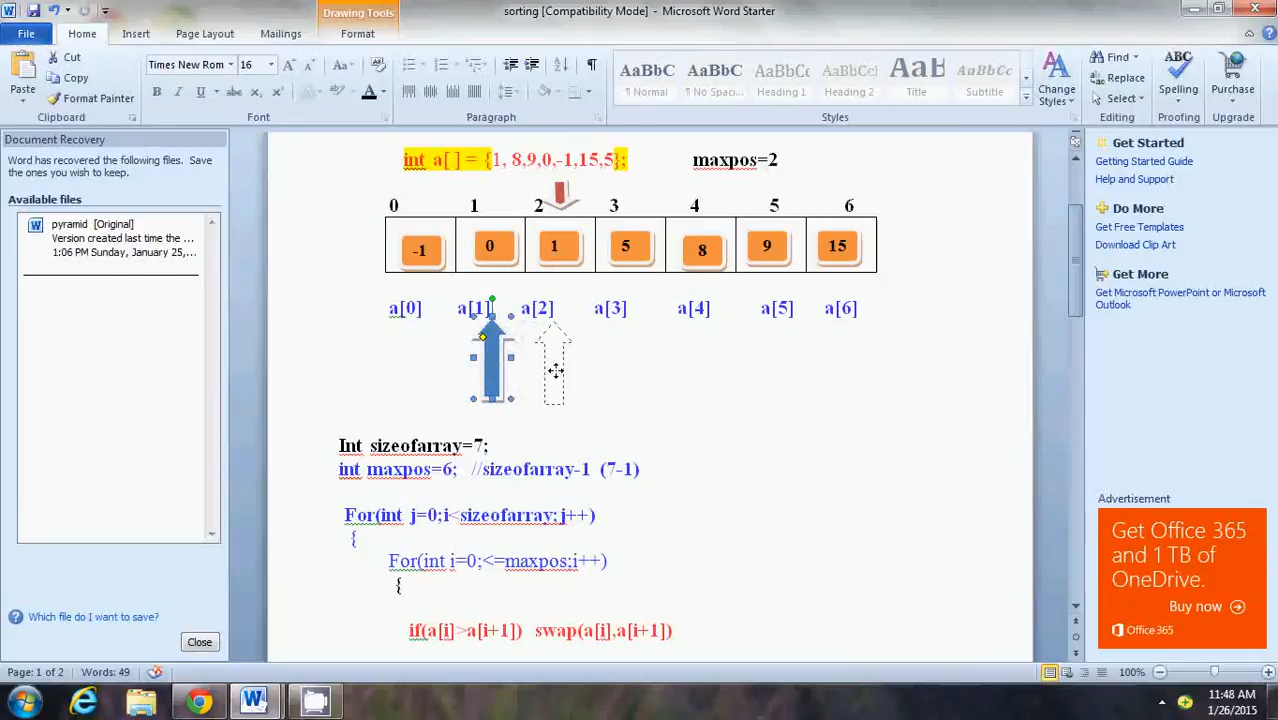 sorting [Compatibility Mode] - Microsoft Word Starter
Drawing Tools
File Home Insert Page Layout Mailings Format
Paste
Cut
Copy
Format Painter
Clipboard
Times New Rom 16
Font
Paragraph
AaBbC AaBbC AaBbC AaBbC AaB AaBbC
¶ Normal ¶ No Spaci... Heading 1 Heading 2 Title Subtitle
Styles
Change Styles
Find
Replace
Select
Editing
Spelling
Proofing
Purchase
Upgrade
Document Recovery
Word has recovered the following files. Save
the ones you wish to keep.
Available files
pyramid [Original]
Version created last time the ...
1:06 PM Sunday, January 25,...
Which file do I want to save?
Close
int a[ ] = {1, 8,9,0,-1,15,5}; maxpos=2
0 1 2 3 4 5 6
-1 0 1 5 8 9 15
a[0] a[1] a[2] a[3] a[4] a[5] a[6]
Int sizeofarray=7;
int maxpos=6; //sizeofarray-1 (7-1)
For(int j=0;i<sizeofarray;j++)
{
For(int i=0;<=maxpos;i++)
{
if(a[i]>a[i+1]) swap(a[i],a[i+1])
Get Started
Getting Started Guide
Help and Support
Do More
Get Free Templates
Download Clip Art
Get More
Get Microsoft PowerPoint or Microsoft
Outlook
Advertisement
Get Office 365
and 1 TB of
OneDrive.
Buy now
Office 365
Page: 1 of 2 Words: 49
100%
11:48 AM
1/26/2015